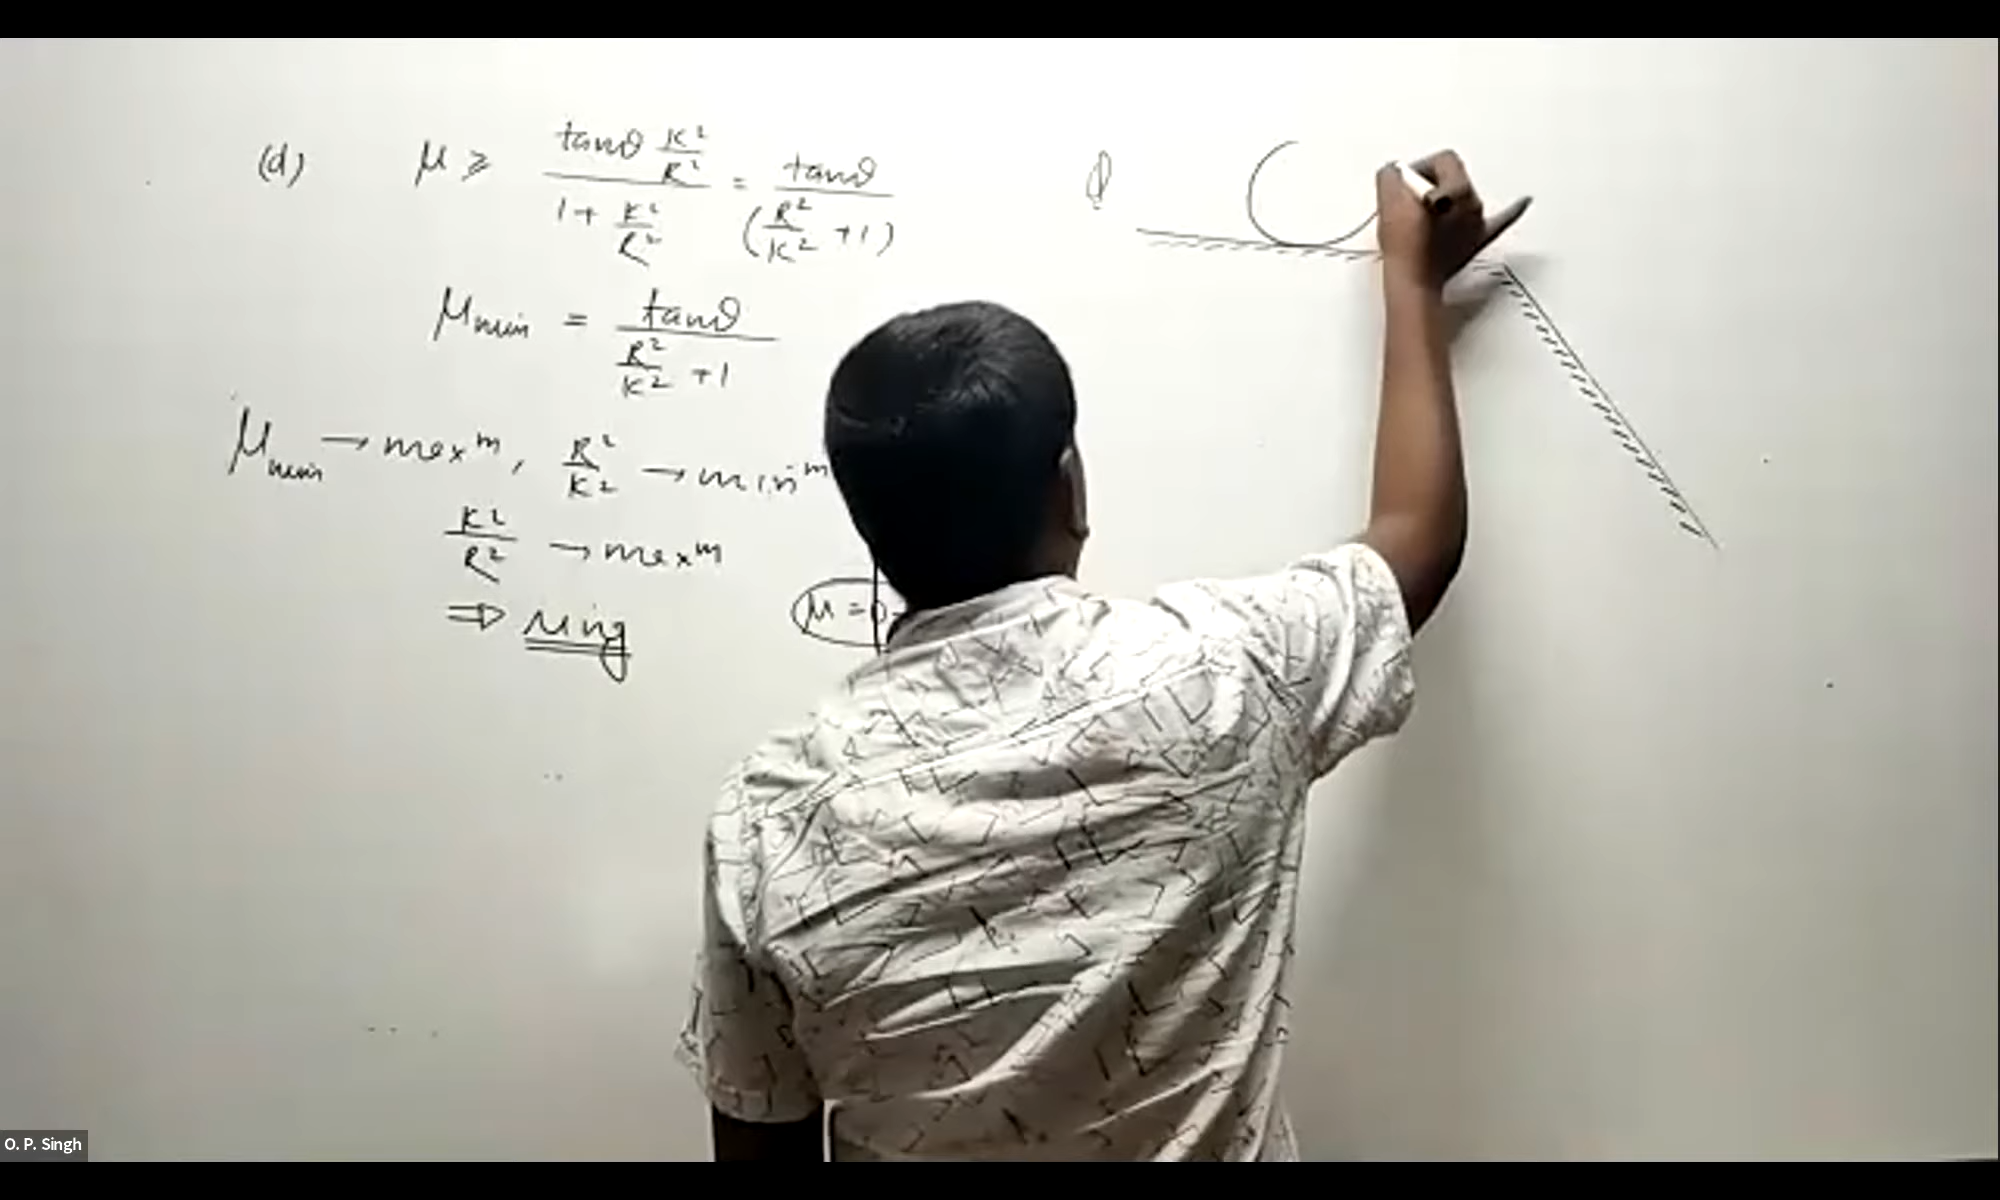 (d) μ ≥ (tanθ K²/R²) / (1 + K²/R²) = tanθ / (R²/K² + 1)
μmin = tanθ / (R²/K² + 1)
μmin → maxᵐ, R²/K² → minᵐ
K²/R² → maxᵐ
⇒ ring
μ = 0
O. P. Singh